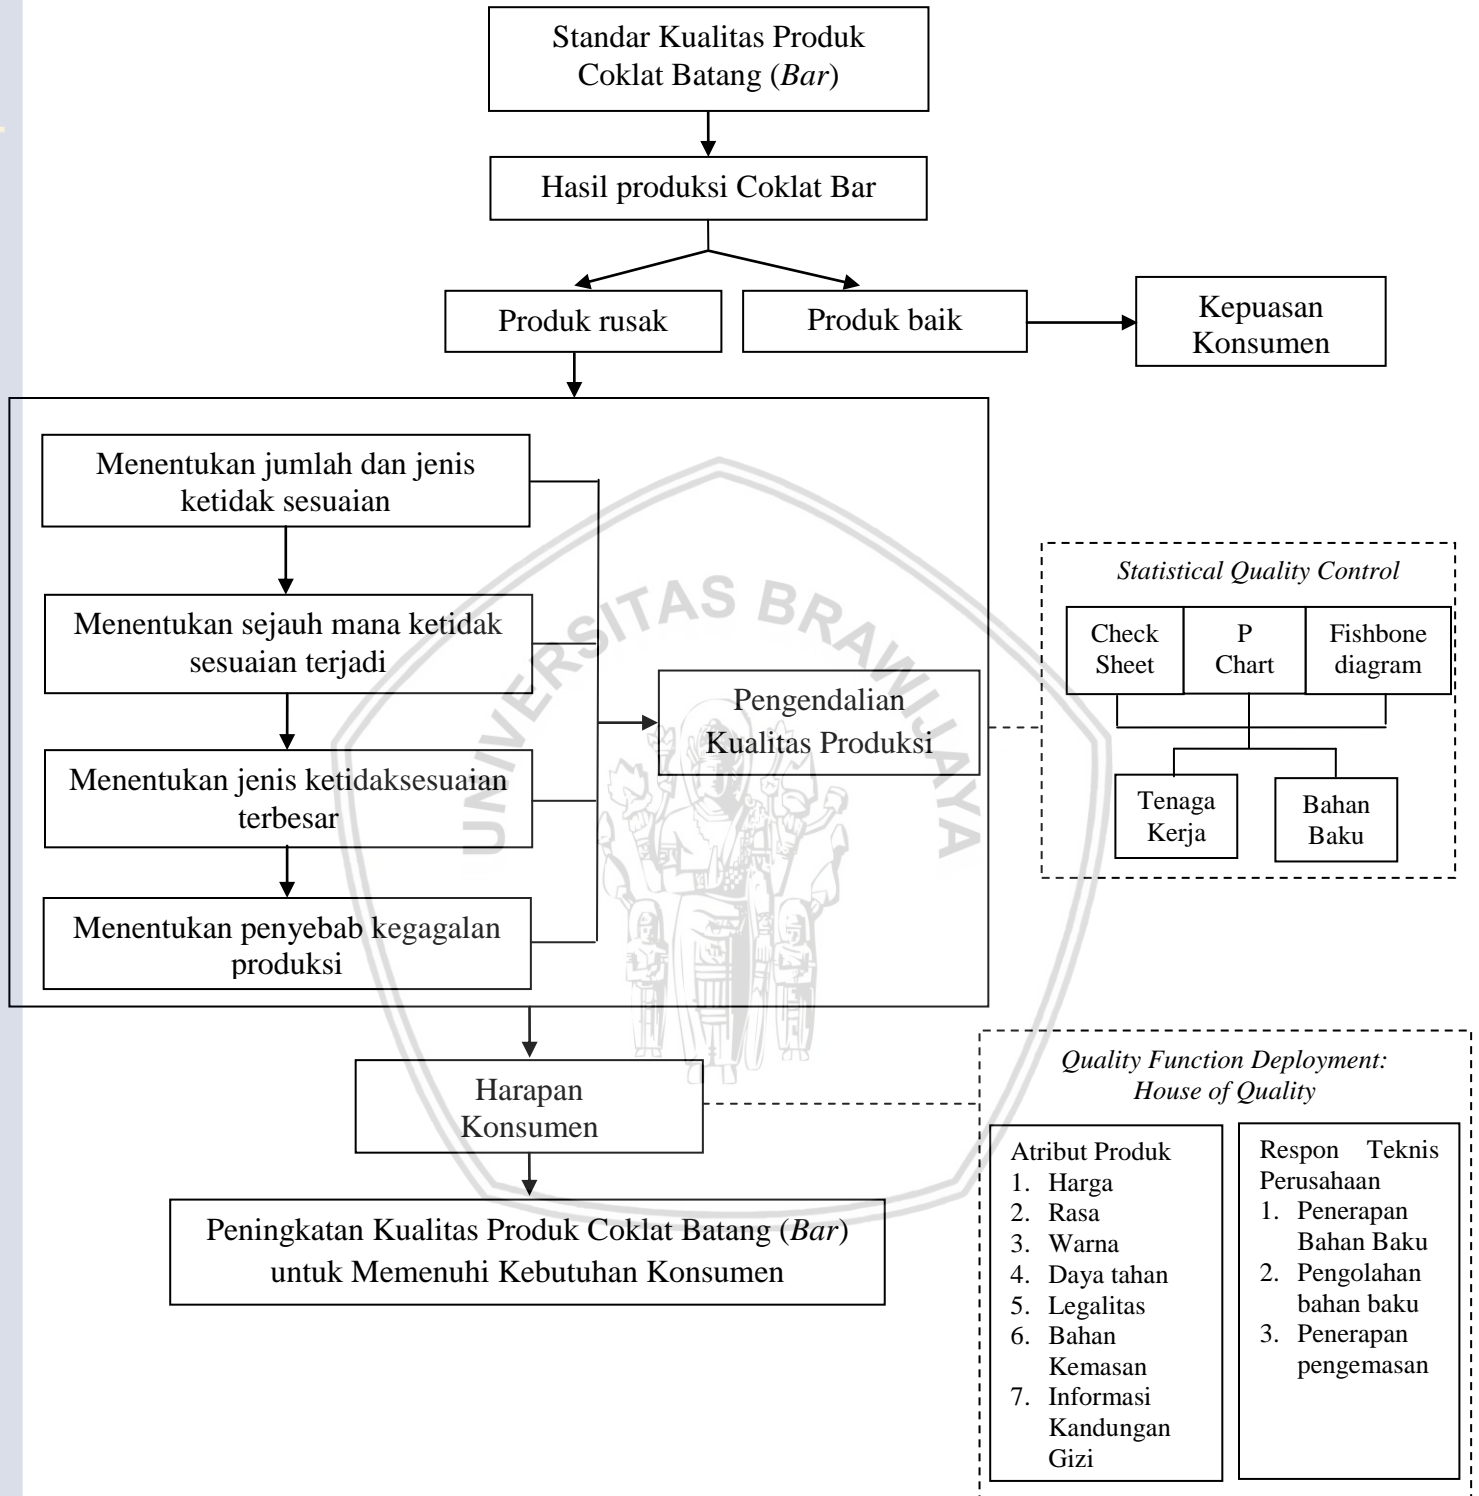 Standar Kualitas Produk
Coklat Batang (Bar)
Hasil produksi Coklat Bar
Produk rusak
Produk baik
Kepuasan
Konsumen
Menentukan jumlah dan jenis
ketidak sesuaian
Menentukan sejauh mana ketidak
sesuaian terjadi
Menentukan jenis ketidaksesuaian
terbesar
Menentukan penyebab kegagalan
produksi
Pengendalian
Kualitas Produksi
Statistical Quality Control
Check
Sheet
P
Chart
Fishbone
diagram
Tenaga
Kerja
Bahan
Baku
UNIVERSITAS BRAWIJAYA
Harapan
Konsumen
Peningkatan Kualitas Produk Coklat Batang (Bar)
untuk Memenuhi Kebutuhan Konsumen
Quality Function Deployment:
House of Quality
Atribut Produk
1. Harga
2. Rasa
3. Warna
4. Daya tahan
5. Legalitas
6. Bahan
Kemasan
7. Informasi
Kandungan
Gizi
Respon Teknis
Perusahaan
1. Penerapan
Bahan Baku
2. Pengolahan
bahan baku
3. Penerapan
pengemasan